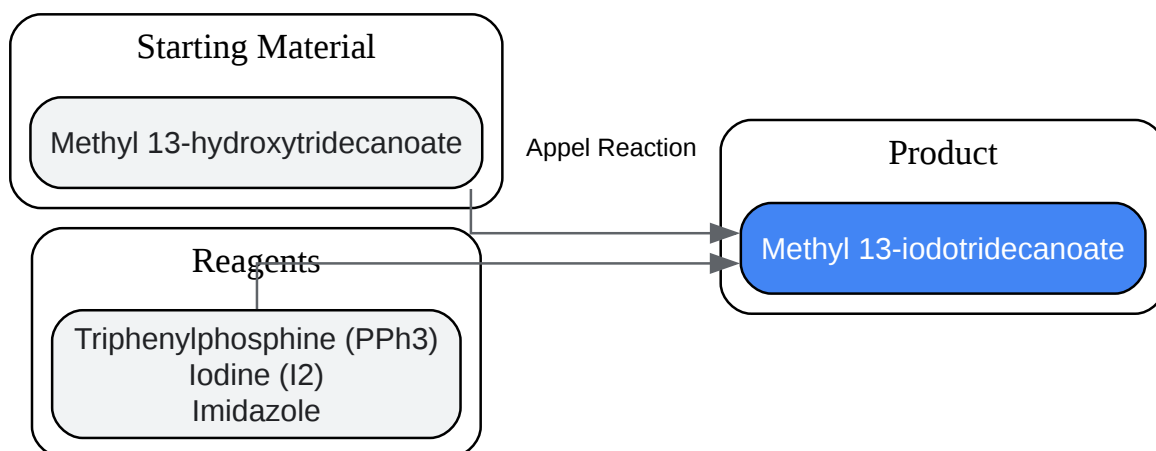 Starting Material
Methyl 13-hydroxytridecanoate
Appel Reaction
Product
Methyl 13-iodotridecanoate
Reagents
Triphenylphosphine (PPh3)
Iodine (I2)
Imidazole